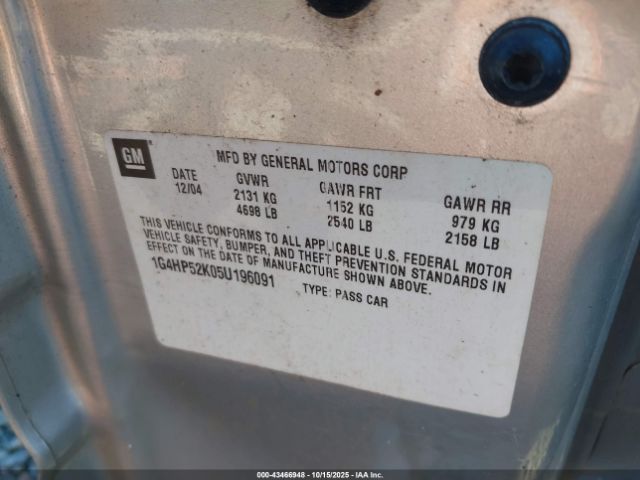 GM
MFD BY GENERAL MOTORS CORP
DATE GVWR GAWR FRT GAWR RR
12/04 2131 KG 1152 KG 979 KG
4698 LB 2540 LB 2158 LB
THIS VEHICLE CONFORMS TO ALL APPLICABLE U.S. FEDERAL MOTOR
VEHICLE SAFETY, BUMPER, AND THEFT PREVENTION STANDARDS IN
EFFECT ON THE DATE OF MANUFACTURE SHOWN ABOVE.
1G4HP52K05U196091 TYPE: PASS CAR
000-43466948 - 10/15/2025 - IAA Inc.